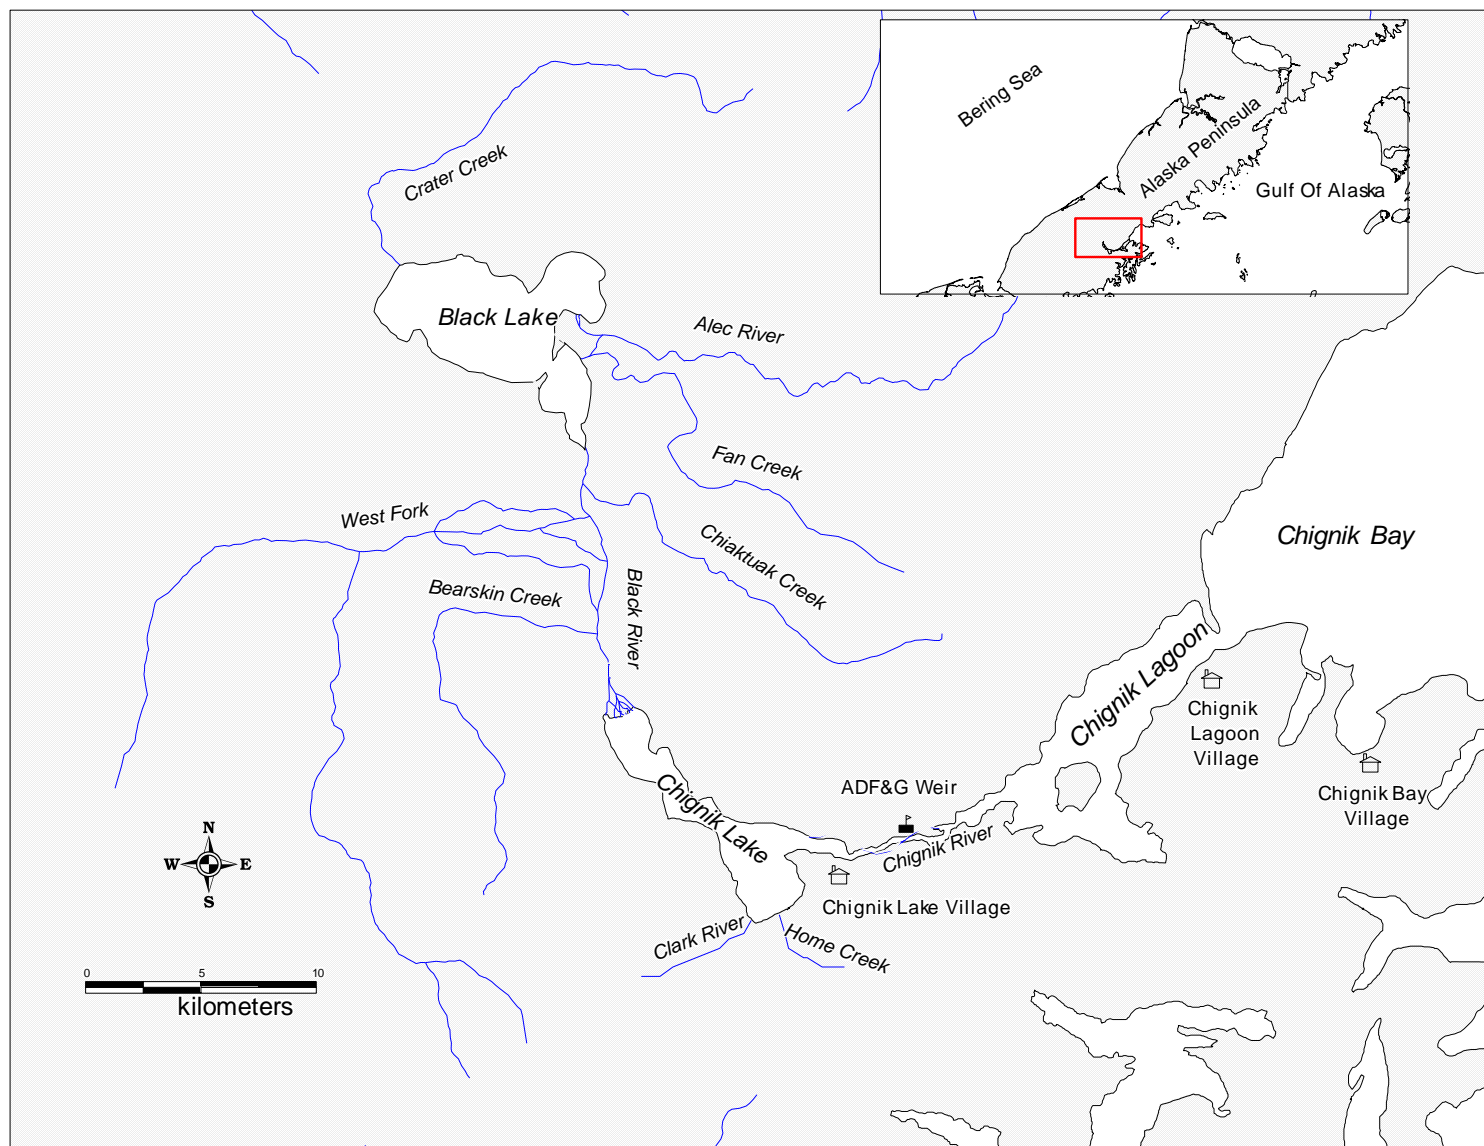 Bering Sea
Alaska Peninsula
Gulf Of Alaska
Crater Creek
Black Lake
Alec River
Fan Creek
West Fork
Chiaktuak Creek
Bearskin Creek
Black River
Chignik Bay
Chignik Lagoon
Chignik
Lagoon
Village
Chignik Bay
Village
ADF&G Weir
Chignik River
Chignik Lake
Chignik Lake Village
Clark River
Home Creek
N
W E
S
0 5 10
kilometers